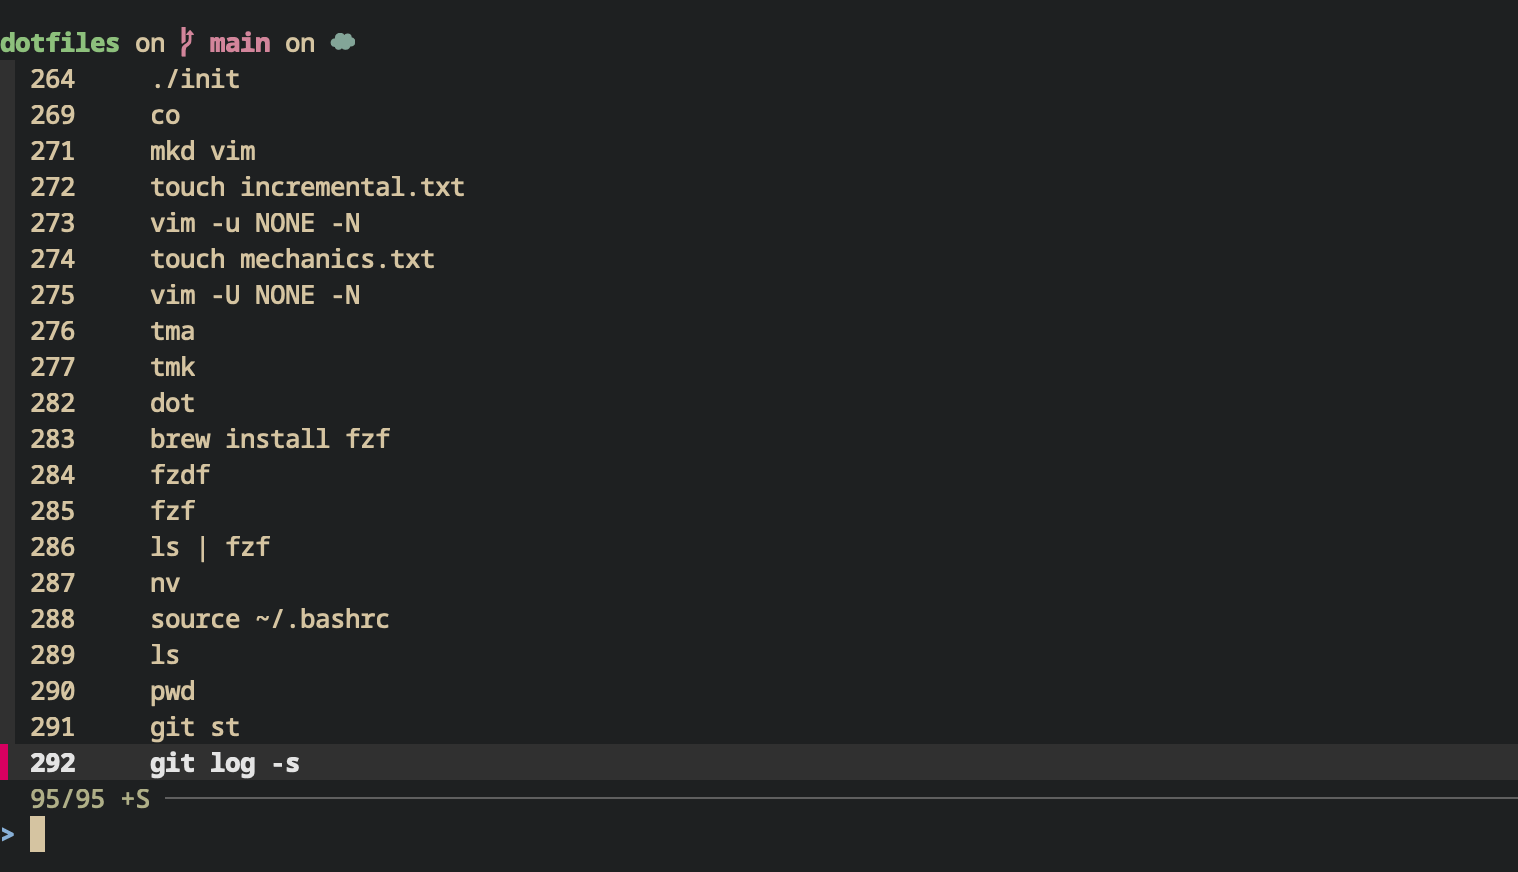 dotfiles on main on
264 ./init
269 co
271 mkd vim
272 touch incremental.txt
273 vim -u NONE -N
274 touch mechanics.txt
275 vim -U NONE -N
276 tma
277 tmk
282 dot
283 brew install fzf
284 fzdf
285 fzf
286 ls | fzf
287 nv
288 source ~/.bashrc
289 ls
290 pwd
291 git st
292 git log -s
95/95 +S
>